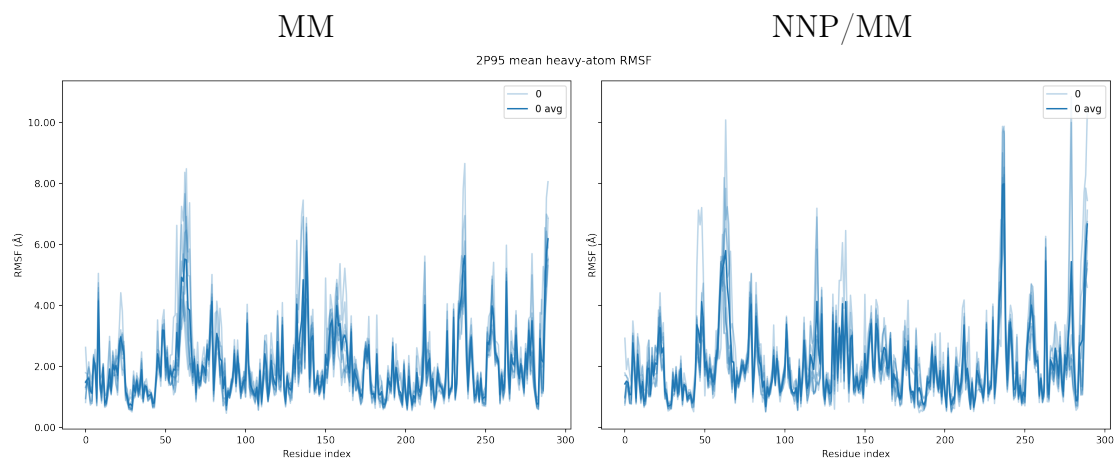 MM NNP/MM
2P95 mean heavy-atom RMSF
0
0 avg
10.00
8.00
6.00
4.00
2.00
0.00
RMSF (Å)
0 50 100 150 200 250 300
Residue index
0
0 avg
RMSF (Å)
0 50 100 150 200 250 300
Residue index